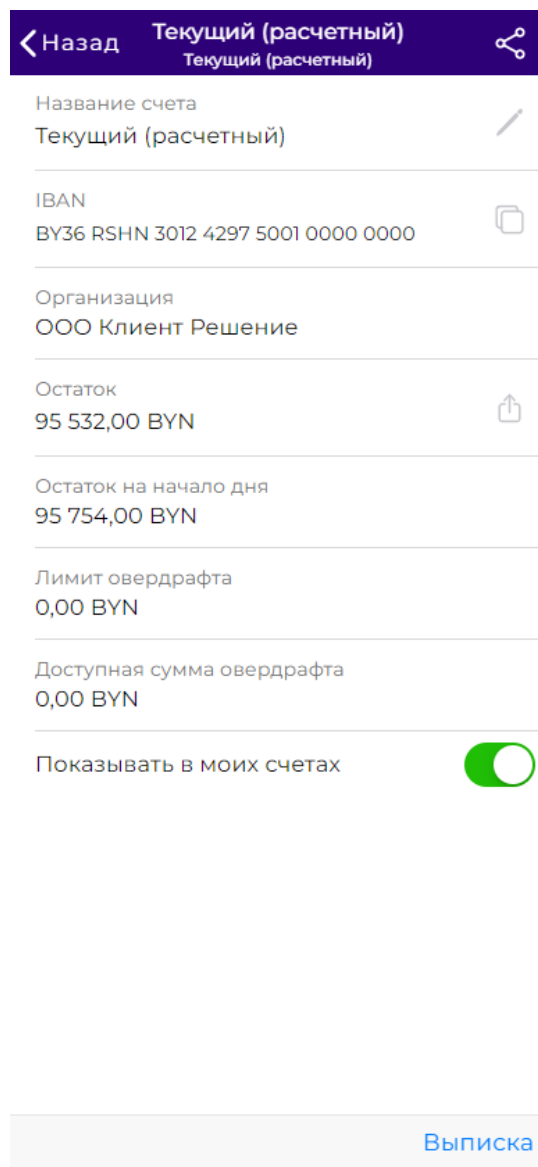 Назад
Текущий (расчетный)
Текущий (расчетный)
Название счета
Текущий (расчетный)
IBAN
BY36 RSHN 3012 4297 5001 0000 0000
Организация
ООО Клиент Решение
Остаток
95 532,00 BYN
Остаток на начало дня
95 754,00 BYN
Лимит овердрафта
0,00 BYN
Доступная сумма овердрафта
0,00 BYN
Показывать в моих счетах
Выписка